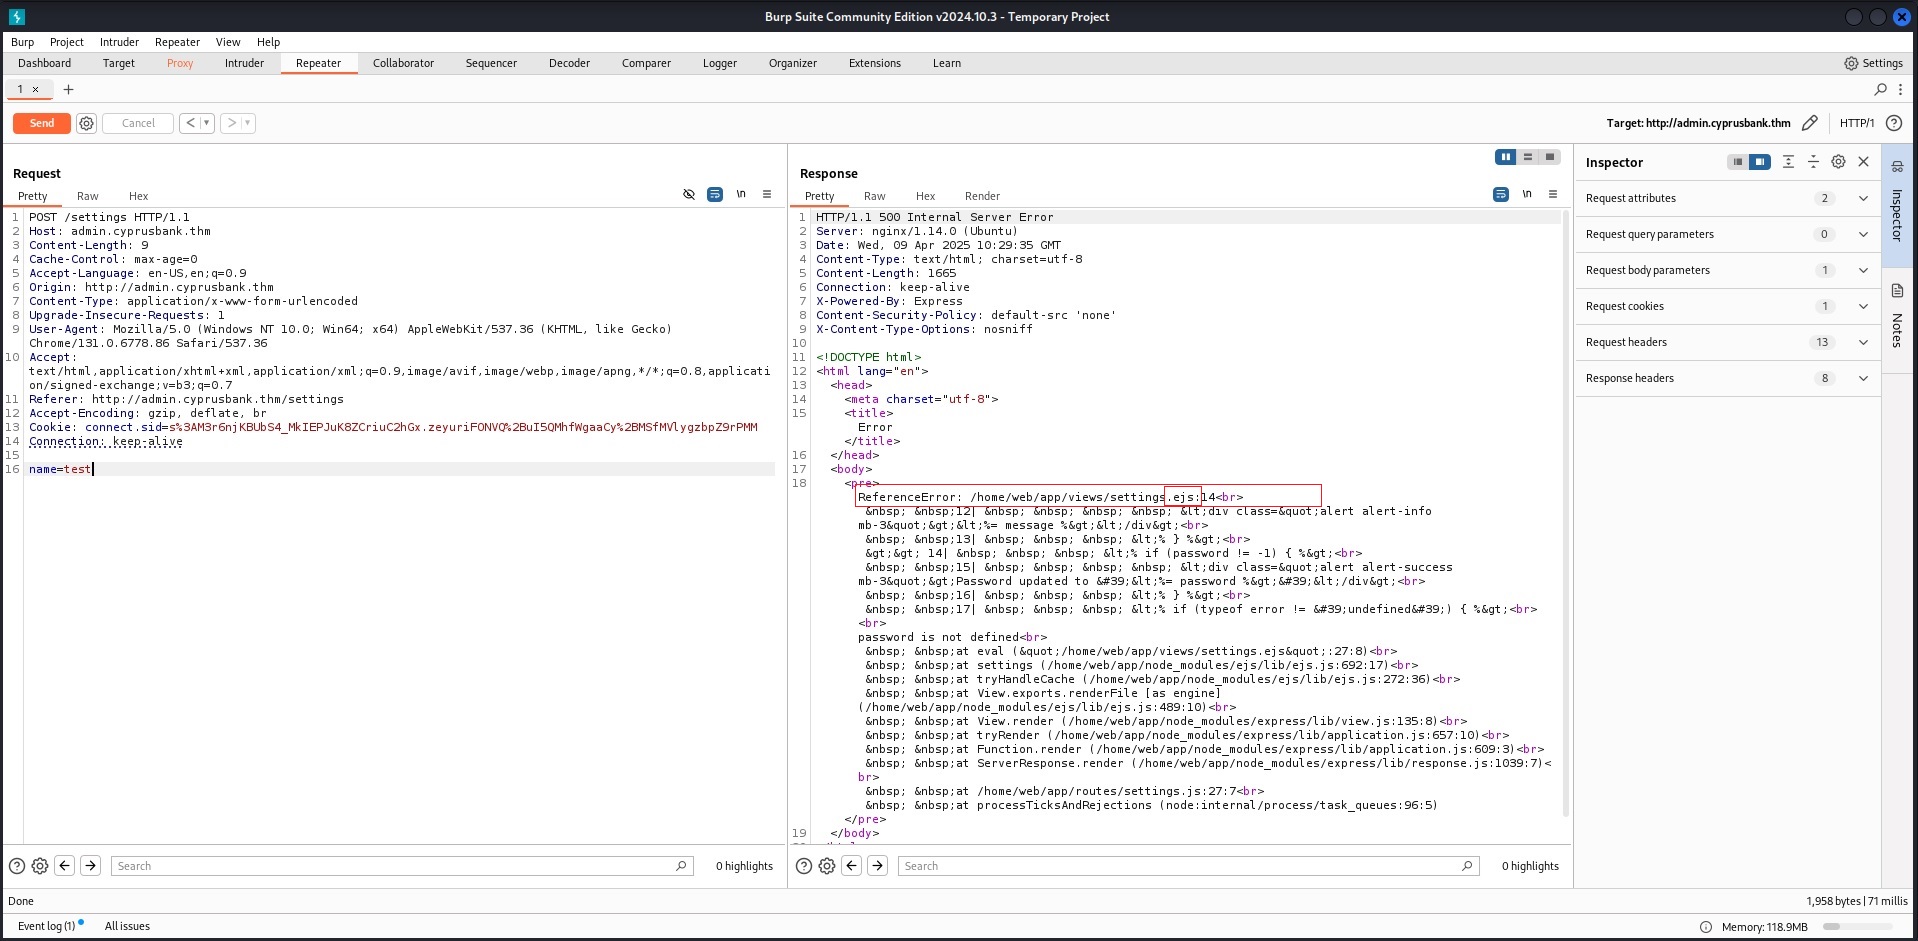 Burp Suite Community Edition v2024.10.3 - Temporary Project
Burp Project Intruder Repeater View Help
Dashboard Target Proxy Intruder Repeater Collaborator Sequencer Decoder Comparer Logger Organizer Extensions Learn Settings
1 × +
Send Cancel < > Target: http://admin.cyprusbank.thm HTTP/1 ?
Request
Pretty Raw Hex \n
1 POST /settings HTTP/1.1
2 Host: admin.cyprusbank.thm
3 Content-Length: 9
4 Cache-Control: max-age=0
5 Accept-Language: en-US,en;q=0.9
6 Origin: http://admin.cyprusbank.thm
7 Content-Type: application/x-www-form-urlencoded
8 Upgrade-Insecure-Requests: 1
9 User-Agent: Mozilla/5.0 (Windows NT 10.0; Win64; x64) AppleWebKit/537.36 (KHTML, like Gecko)
Chrome/131.0.6778.86 Safari/537.36
10 Accept:
text/html,application/xhtml+xml,application/xml;q=0.9,image/avif,image/webp,image/apng,*/*;q=0.8,applicati
on/signed-exchange;v=b3;q=0.7
11 Referer: http://admin.cyprusbank.thm/settings
12 Accept-Encoding: gzip, deflate, br
13 Cookie: connect.sid=s%3AM3r6njKBUbS4_MkIEPJuK8ZCriuC2hGx.zeyuriFONVQ%2BuI5QMhfWgaaCy%2BMSfMVlygzbpZ9rPMM
14 Connection: keep-alive
15
16 name=test
Search 0 highlights
Response
Pretty Raw Hex Render \n
1 HTTP/1.1 500 Internal Server Error
2 Server: nginx/1.14.0 (Ubuntu)
3 Date: Wed, 09 Apr 2025 10:29:35 GMT
4 Content-Type: text/html; charset=utf-8
5 Content-Length: 1665
6 Connection: keep-alive
7 X-Powered-By: Express
8 Content-Security-Policy: default-src 'none'
9 X-Content-Type-Options: nosniff
10
11 <!DOCTYPE html>
12 <html lang="en">
13 <head>
14 <meta charset="utf-8">
15 <title>
Error
</title>
16 </head>
17 <body>
18 <pre>
ReferenceError: /home/web/app/views/settings.ejs:14<br>
&nbsp; &nbsp;12| &nbsp; &nbsp; &nbsp; &nbsp; &lt;div class=&quot;alert alert-info
mb-3&quot;&gt;&lt;%= message %&gt;&lt;/div&gt;<br>
&nbsp; &nbsp;13| &nbsp; &nbsp; &nbsp; &lt;% } %&gt;<br>
&gt;&gt; 14| &nbsp; &nbsp; &nbsp; &lt;% if (password != -1) { %&gt;<br>
&nbsp; &nbsp;15| &nbsp; &nbsp; &nbsp; &nbsp; &lt;div class=&quot;alert alert-success
mb-3&quot;&gt;Password updated to &#39;&lt;%= password %&gt;&#39;&lt;/div&gt;<br>
&nbsp; &nbsp;16| &nbsp; &nbsp; &nbsp; &lt;% } %&gt;<br>
&nbsp; &nbsp;17| &nbsp; &nbsp; &nbsp; &lt;% if (typeof error != &#39;undefined&#39;) { %&gt;<br>
<br>
password is not defined<br>
&nbsp; &nbsp;at eval (&quot;/home/web/app/views/settings.ejs&quot;:27:8)<br>
&nbsp; &nbsp;at settings (/home/web/app/node_modules/ejs/lib/ejs.js:692:17)<br>
&nbsp; &nbsp;at tryHandleCache (/home/web/app/node_modules/ejs/lib/ejs.js:272:36)<br>
&nbsp; &nbsp;at View.exports.renderFile [as engine]
(/home/web/app/node_modules/ejs/lib/ejs.js:489:10)<br>
&nbsp; &nbsp;at View.render (/home/web/app/node_modules/express/lib/view.js:135:8)<br>
&nbsp; &nbsp;at tryRender (/home/web/app/node_modules/express/lib/application.js:657:10)<br>
&nbsp; &nbsp;at Function.render (/home/web/app/node_modules/express/lib/application.js:609:3)<br>
&nbsp; &nbsp;at ServerResponse.render (/home/web/app/node_modules/express/lib/response.js:1039:7)<
br>
&nbsp; &nbsp;at /home/web/app/routes/settings.js:27:7<br>
&nbsp; &nbsp;at processTicksAndRejections (node:internal/process/task_queues:96:5)
</pre>
19 </body>
Search 0 highlights
Inspector
Request attributes 2
Request query parameters 0
Request body parameters 1
Request cookies 1
Request headers 13
Response headers 8
Inspector
Notes
Done 1,958 bytes | 71 millis
Event log (1) All issues Memory: 118.9MB